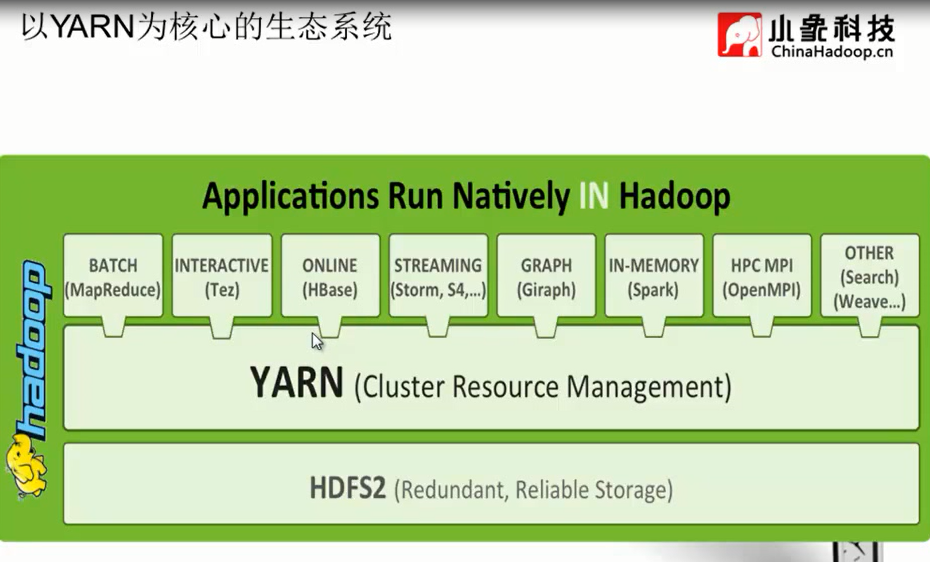 以YARN为核心的生态系统
小象科技
ChinaHadoop.cn
Applications Run Natively IN Hadoop
BATCH
(MapReduce)
INTERACTIVE
(Tez)
ONLINE
(HBase)
STREAMING
(Storm, S4,...)
GRAPH
(Giraph)
IN-MEMORY
(Spark)
HPC MPI
(OpenMPI)
OTHER
(Search)
(Weave...)
hadoop
YARN (Cluster Resource Management)
HDFS2 (Redundant, Reliable Storage)